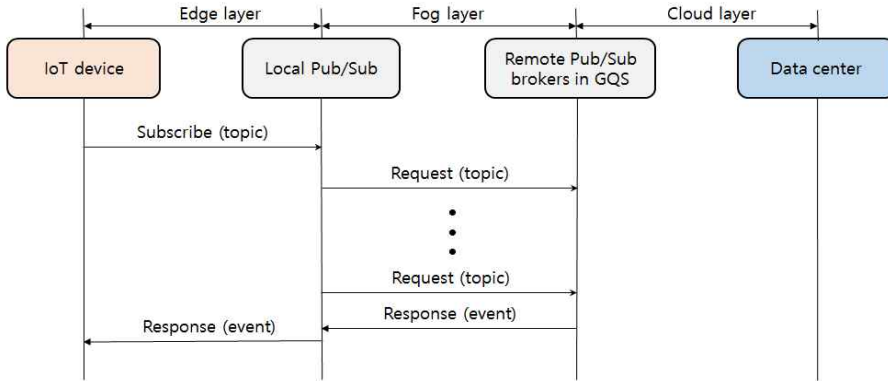 Edge layer
Fog layer
Cloud layer
IoT device
Local Pub/Sub
Remote Pub/Sub
brokers in GQS
Data center
Subscribe (topic)
Request (topic)
Request (topic)
Response (event)
Response (event)